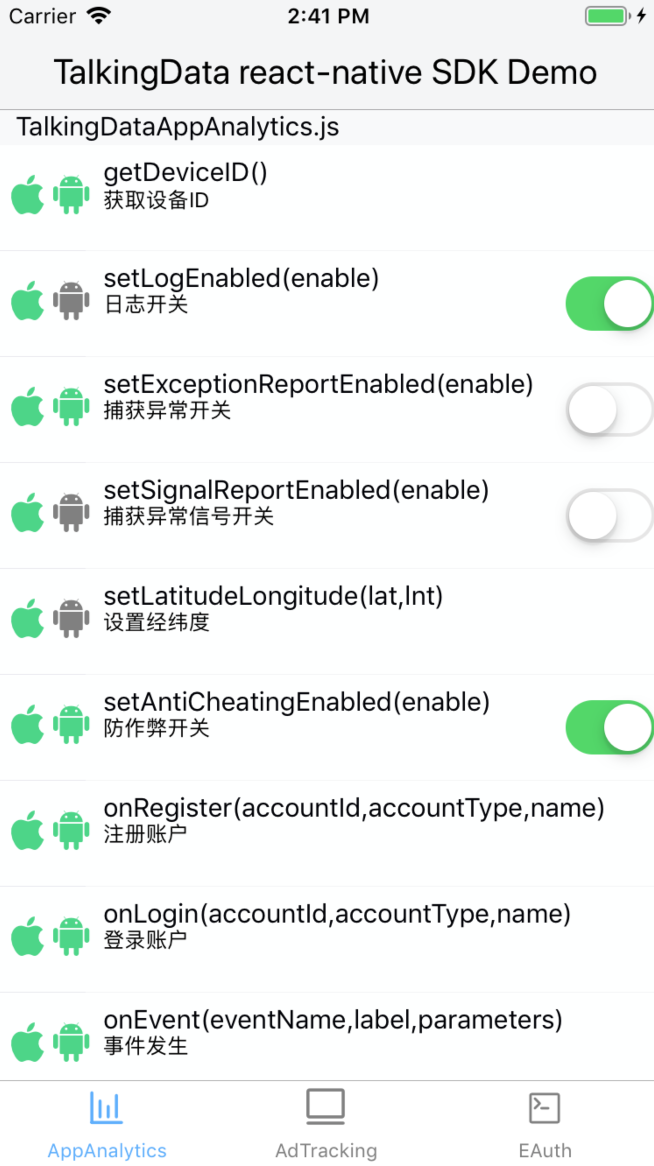 Carrier 2:41 PM
TalkingData react-native SDK Demo
TalkingDataAppAnalytics.js
getDeviceID()
获取设备ID
setLogEnabled(enable)
日志开关
setExceptionReportEnabled(enable)
捕获异常开关
setSignalReportEnabled(enable)
捕获异常信号开关
setLatitudeLongitude(lat,lnt)
设置经纬度
setAntiCheatingEnabled(enable)
防作弊开关
onRegister(accountId,accountType,name)
注册账户
onLogin(accountId,accountType,name)
登录账户
onEvent(eventName,label,parameters)
事件发生
AppAnalytics AdTracking EAuth